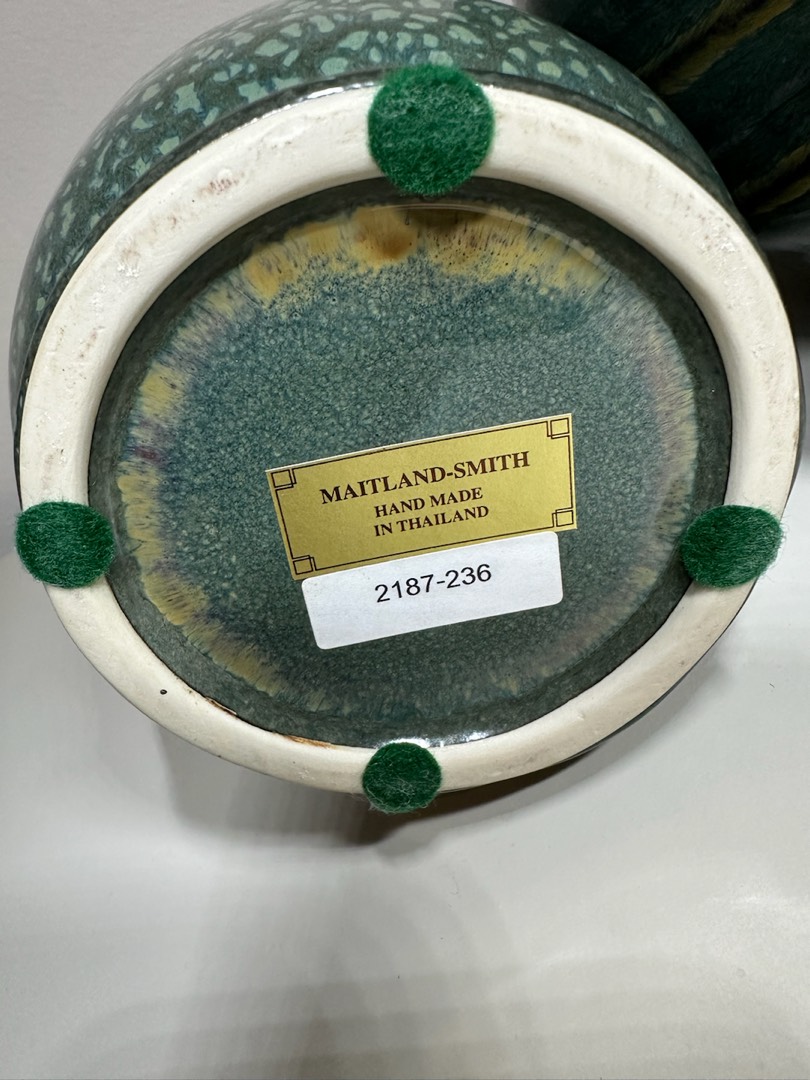 MAITLAND-SMITH
HAND MADE
IN THAILAND
2187-236